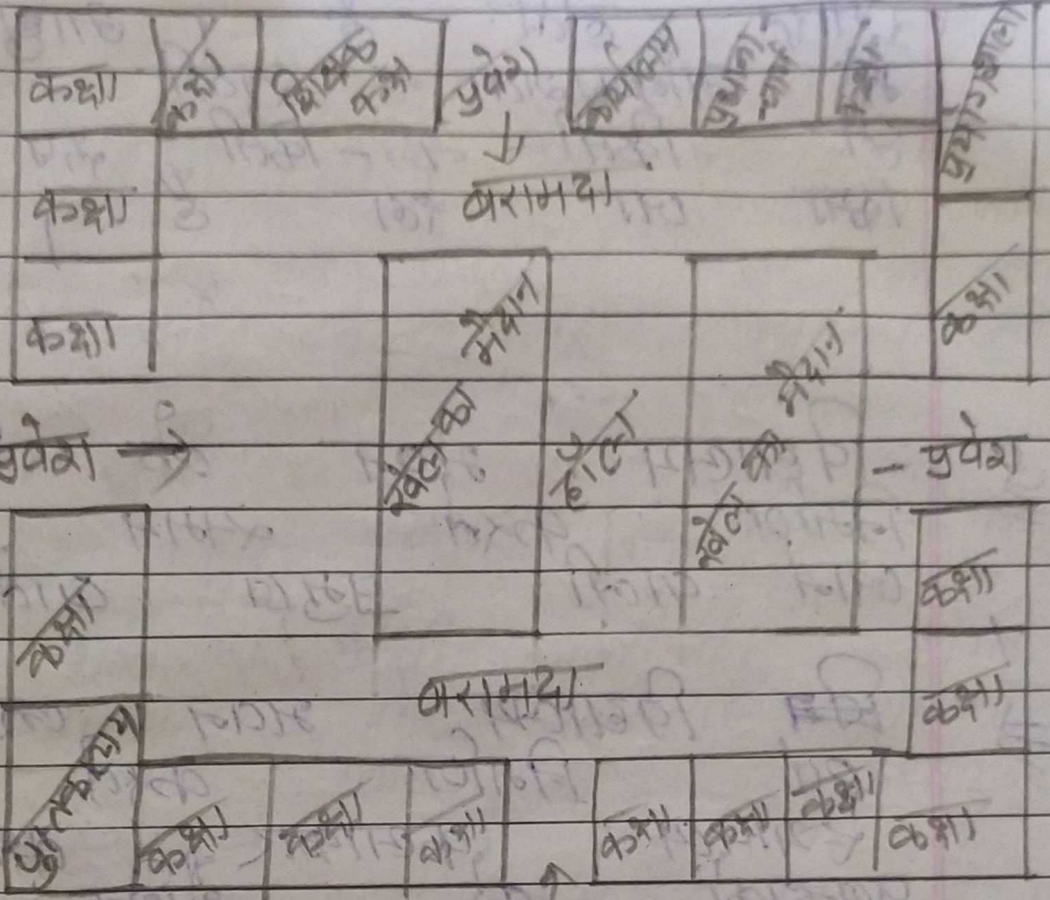 कक्षा
कक्षा
शिक्षक
कक्ष
प्रवेश
कार्यालय
प्रधाना-
चार्य
कक्षा
प्रयोगशाला
कक्षा
बरामदा
कक्षा
कक्षा
खेल का मैदान
हॉल
खेल का मैदान
प्रवेश
प्रवेश
कक्षा
कक्षा
कक्षा
बरामदा
पुस्तकालय
कक्षा
कक्षा
कक्षा
कक्षा
कक्षा
कक्षा
कक्षा